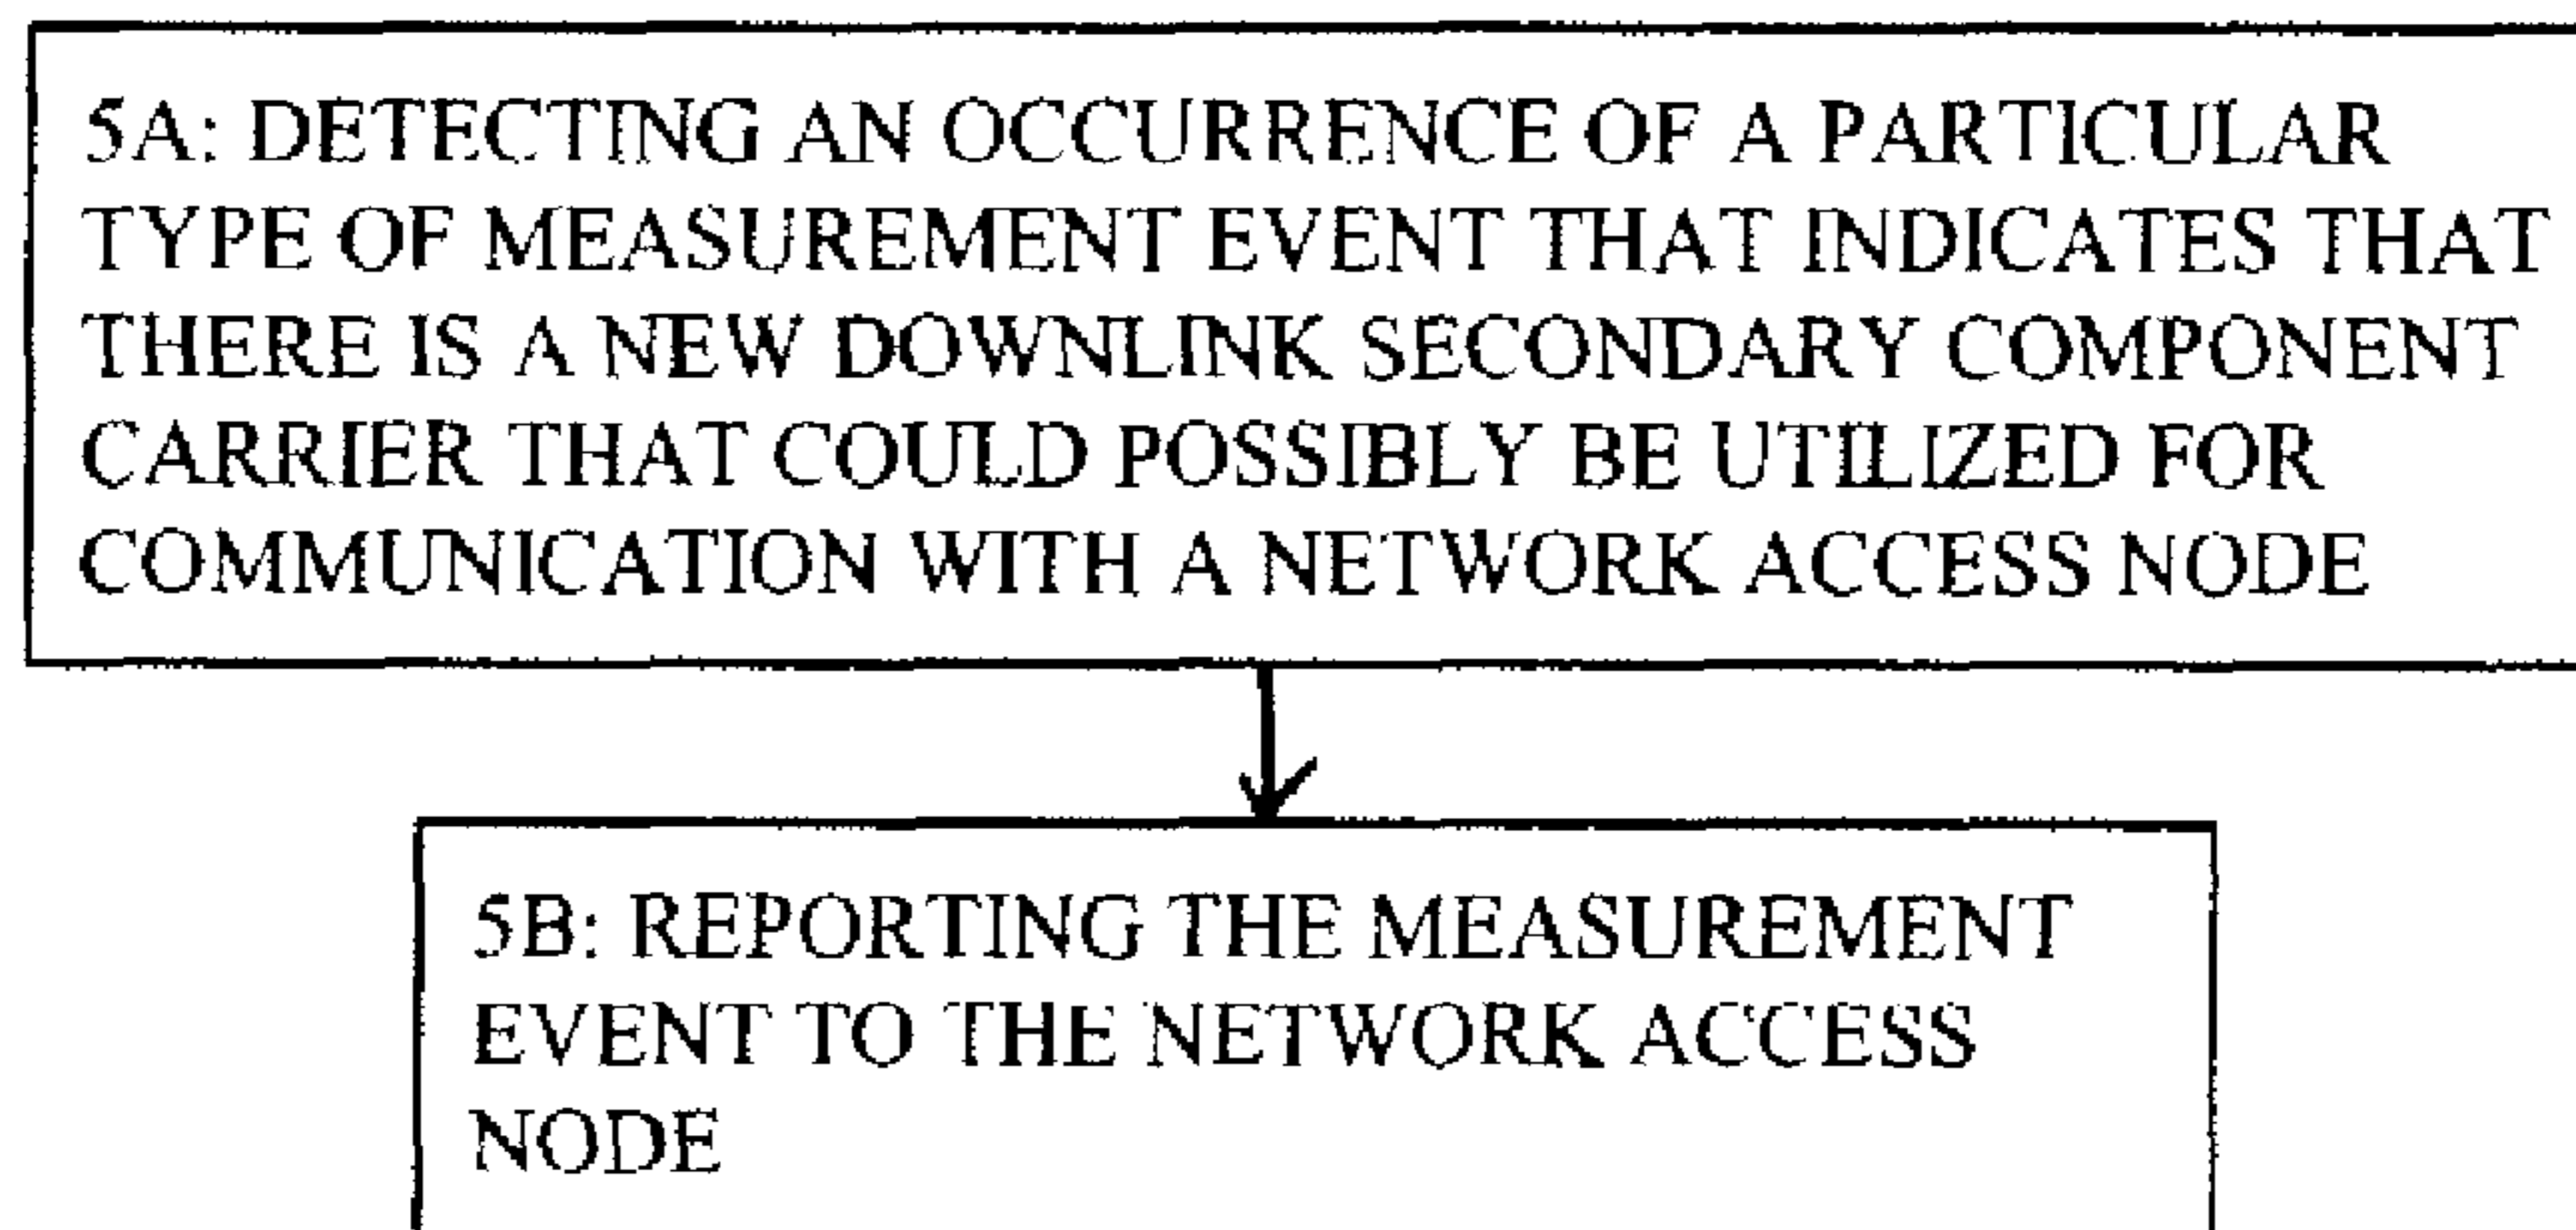 5A: DETECTING AN OCCURRENCE OF A PARTICULAR
TYPE OF MEASUREMENT EVENT THAT INDICATES THAT
THERE IS A NEW DOWNLINK SECONDARY COMPONENT
CARRIER THAT COULD POSSIBLY BE UTILIZED FOR
COMMUNICATION WITH A NETWORK ACCESS NODE
5B: REPORTING THE MEASUREMENT
EVENT TO THE NETWORK ACCESS
NODE